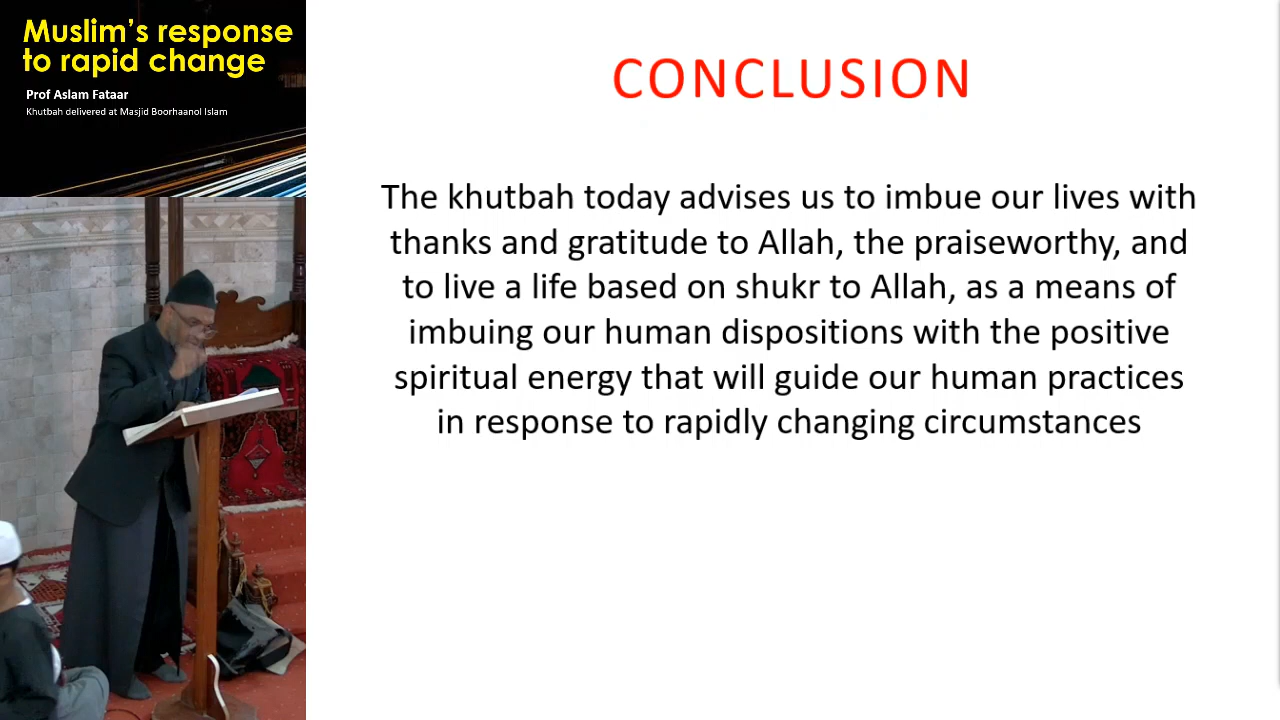 Muslim's response
to rapid change
Prof Aslam Fataar
Khutbah delivered at Masjid Boorhaanol Islam
CONCLUSION
The khutbah today advises us to imbue our lives with
thanks and gratitude to Allah, the praiseworthy, and
to live a life based on shukr to Allah, as a means of
imbuing our human dispositions with the positive
spiritual energy that will guide our human practices
in response to rapidly changing circumstances